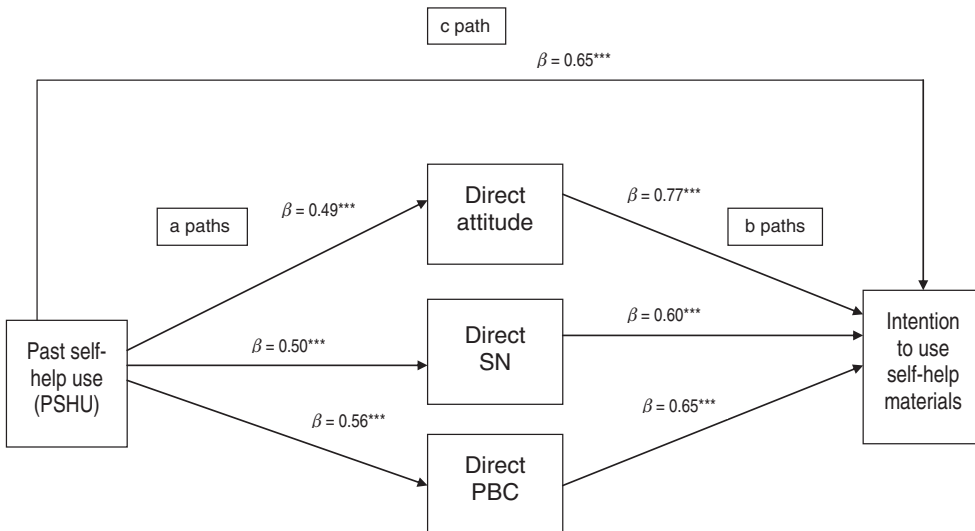 c path
β = 0.65***
Direct
attitude
β = 0.49***
β = 0.77***
a paths
b paths
Past self-
help use
(PSHU)
β = 0.50***
Direct
SN
β = 0.60***
Intention
to use
self-help
materials
β = 0.56***
Direct
PBC
β = 0.65***